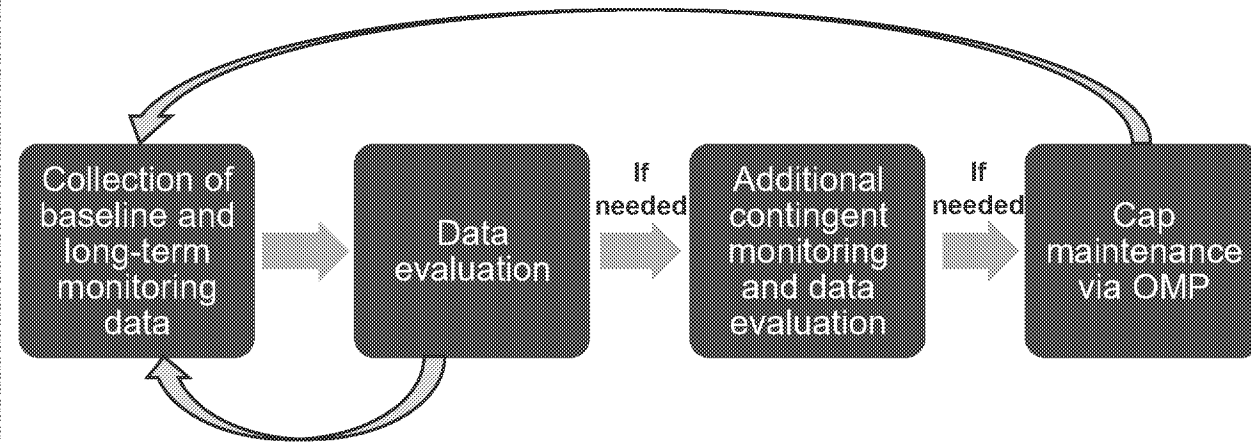 Collection of
baseline and
long-term
monitoring
data
Data
evaluation
If
needed
Additional
contingent
monitoring
and data
evaluation
If
needed
Cap
maintenance
via OMP